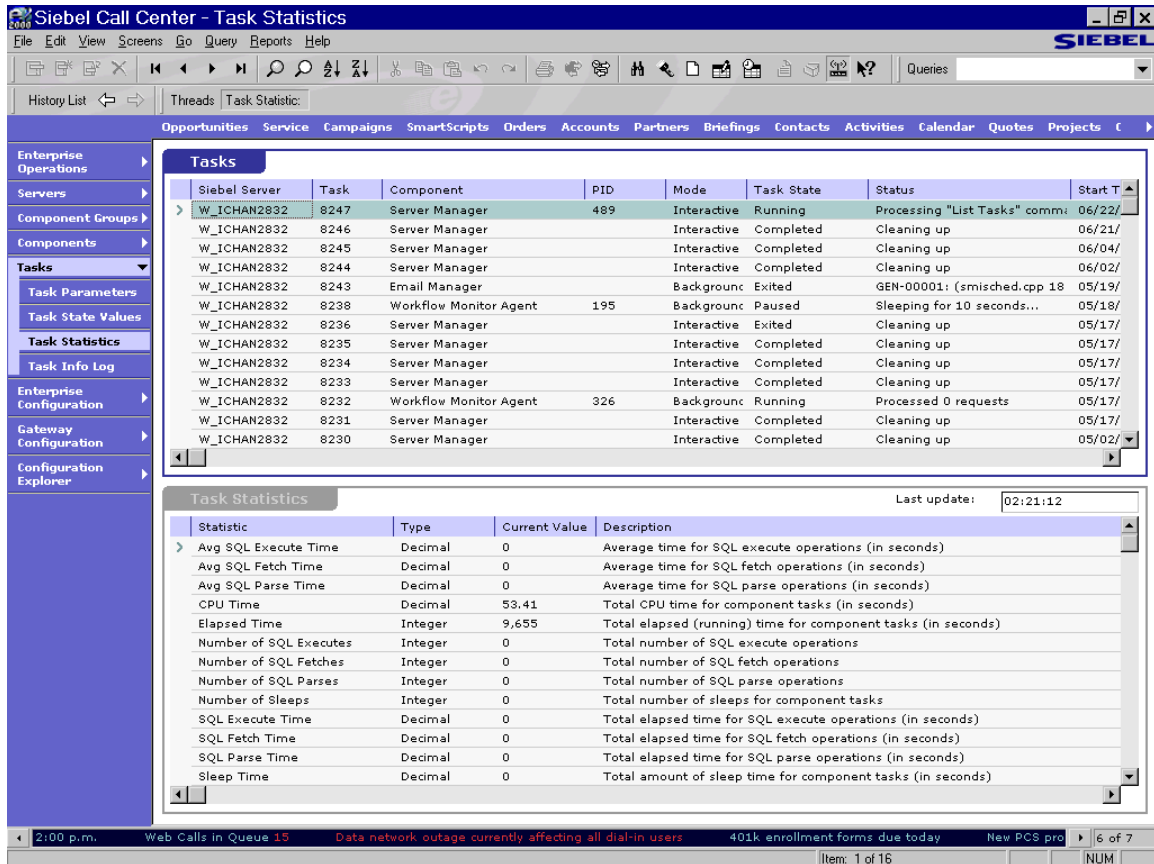 Siebel Call Center - Task Statistics
File Edit View Screens Go Query Reports Help
SIEBEL
Queries
History List Threads Task Statistic:
Opportunities Service Campaigns SmartScripts Orders Accounts Partners Briefings Contacts Activities Calendar Quotes Projects
Enterprise
Operations
Servers
Component Groups
Components
Tasks
Task Parameters
Task State Values
Task Statistics
Task Info Log
Enterprise
Configuration
Gateway
Configuration
Configuration
Explorer
Tasks
Siebel Server Task Component PID Mode Task State Status Start T
W_ICHAN2832 8247 Server Manager 489 Interactive Running Processing "List Tasks" comma 06/22/
W_ICHAN2832 8246 Server Manager Interactive Completed Cleaning up 06/21/
W_ICHAN2832 8245 Server Manager Interactive Completed Cleaning up 06/04/
W_ICHAN2832 8244 Server Manager Interactive Completed Cleaning up 06/02/
W_ICHAN2832 8243 Email Manager Backgrounc Exited GEN-00001: (smisched.cpp 18 05/19/
W_ICHAN2832 8238 Workflow Monitor Agent 195 Backgrounc Paused Sleeping for 10 seconds... 05/18/
W_ICHAN2832 8236 Server Manager Interactive Exited Cleaning up 05/17/
W_ICHAN2832 8235 Server Manager Interactive Completed Cleaning up 05/17/
W_ICHAN2832 8234 Server Manager Interactive Completed Cleaning up 05/17/
W_ICHAN2832 8233 Server Manager Interactive Completed Cleaning up 05/17/
W_ICHAN2832 8232 Workflow Monitor Agent 326 Backgrounc Running Processed 0 requests 05/17/
W_ICHAN2832 8231 Server Manager Interactive Completed Cleaning up 05/17/
W_ICHAN2832 8230 Server Manager Interactive Completed Cleaning up 05/02/
Task Statistics Last update: 02:21:12
Statistic Type Current Value Description
Avg SQL Execute Time Decimal 0 Average time for SQL execute operations (in seconds)
Avg SQL Fetch Time Decimal 0 Average time for SQL fetch operations (in seconds)
Avg SQL Parse Time Decimal 0 Average time for SQL parse operations (in seconds)
CPU Time Decimal 53.41 Total CPU time for component tasks (in seconds)
Elapsed Time Integer 9,655 Total elapsed (running) time for component tasks (in seconds)
Number of SQL Executes Integer 0 Total number of SQL execute operations
Number of SQL Fetches Integer 0 Total number of SQL fetch operations
Number of SQL Parses Integer 0 Total number of SQL parse operations
Number of Sleeps Integer 0 Total number of sleeps for component tasks
SQL Execute Time Decimal 0 Total elapsed time for SQL execute operations (in seconds)
SQL Fetch Time Decimal 0 Total elapsed time for SQL fetch operations (in seconds)
SQL Parse Time Decimal 0 Total elapsed time for SQL parse operations (in seconds)
Sleep Time Decimal 0 Total amount of sleep time for component tasks (in seconds)
2:00 p.m. Web Calls in Queue 15 Data network outage currently affecting all dial-in users 401k enrollment forms due today New PCS pro 6 of 7
Item: 1 of 16 NUM